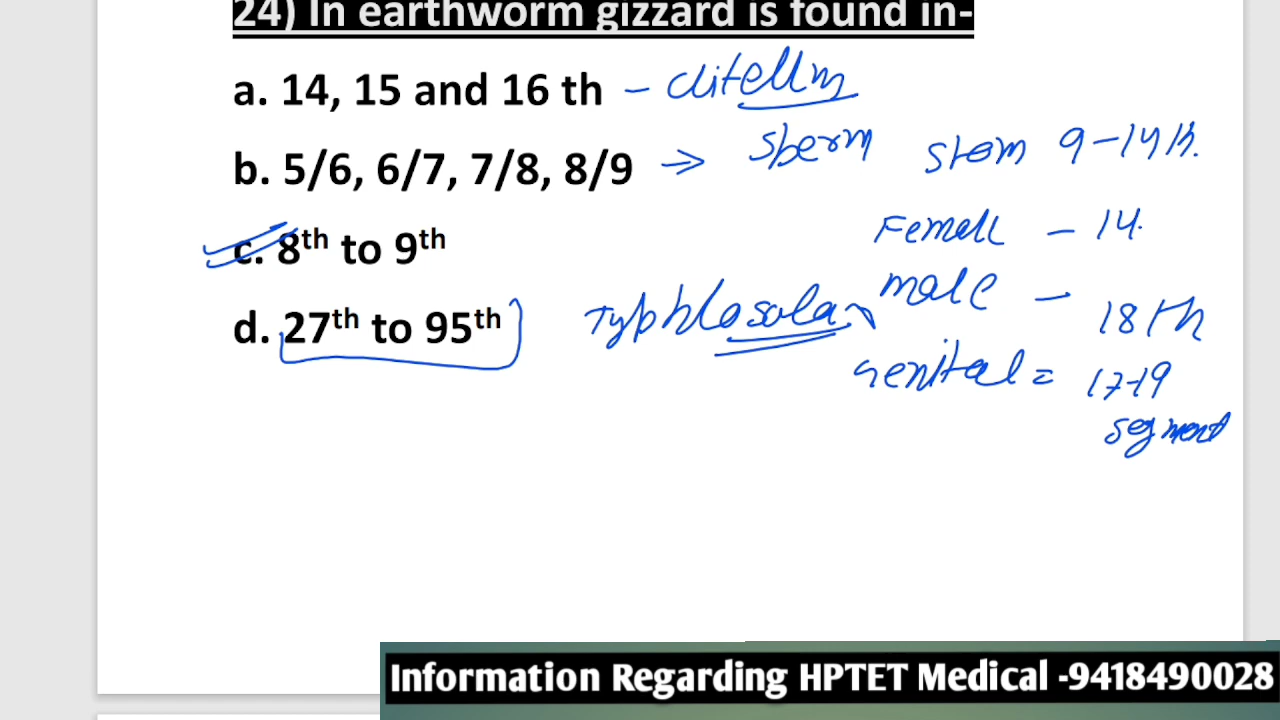 24) In earthworm gizzard is found in-
a. 14, 15 and 16 th – clitellum
b. 5/6, 6/7, 7/8, 8/9 → sperm
stom 9-14th.
c. 8th to 9th
Female – 14.
male – 18th
d. 27th to 95th Typhlosolar
genital = 17-19
segment
Information Regarding HPTET Medical -9418490028